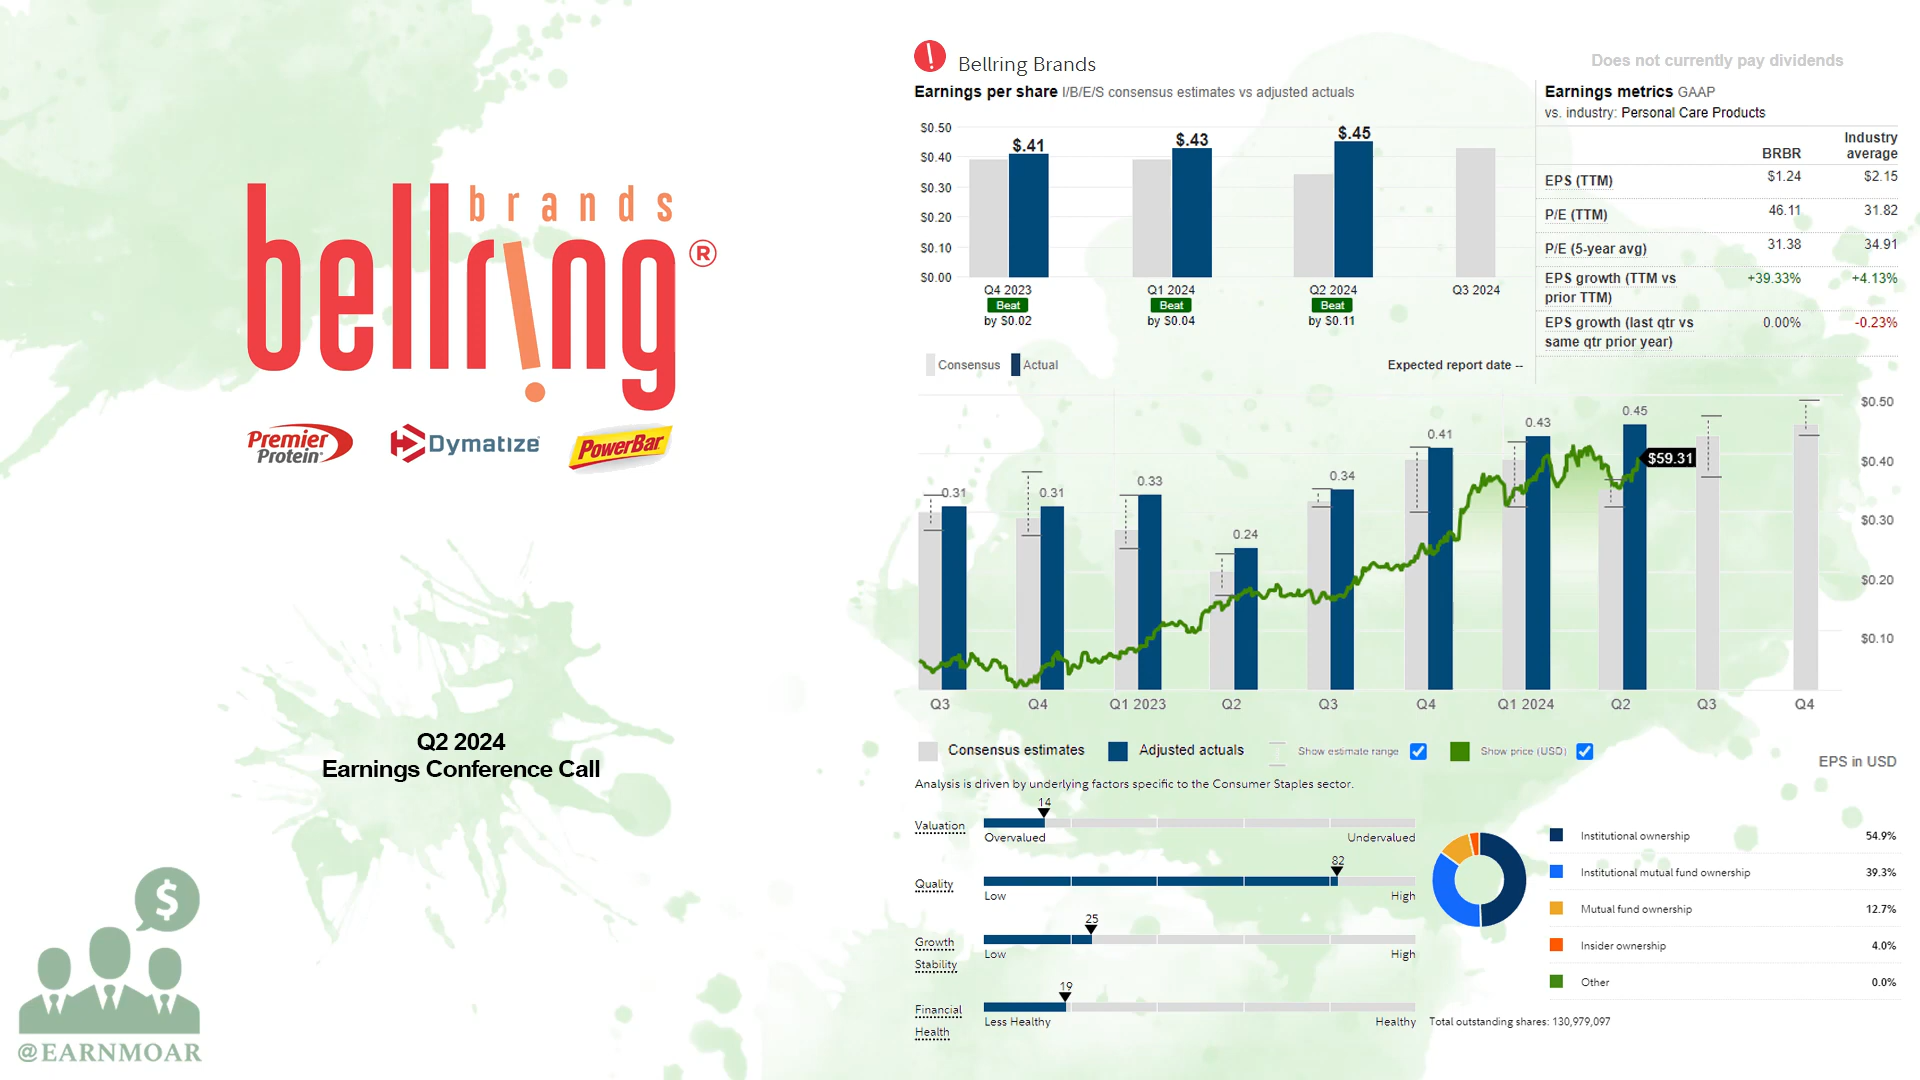 brands
bellring®
Premier
Protein®
Dymatize
PowerBar
Q2 2024
Earnings Conference Call
$
@EARNMOAR
Bellring Brands
Does not currently pay dividends
Earnings per share I/B/E/S consensus estimates vs adjusted actuals
$0.50
$0.40
$0.30
$0.20
$0.10
$0.00
$.41
$.43
$.45
Q4 2023
Q1 2024
Q2 2024
Q3 2024
Beat
Beat
Beat
by $0.02
by $0.04
by $0.11
Consensus
Actual
Expected report date --
Earnings metrics GAAP
vs. industry: Personal Care Products
BRBR
Industry
average
EPS (TTM) $1.24 $2.15
P/E (TTM) 46.11 31.82
P/E (5-year avg) 31.38 34.91
EPS growth (TTM vs
prior TTM) +39.33% +4.13%
EPS growth (last qtr vs
same qtr prior year) 0.00% -0.23%
0.31
0.31
0.33
0.24
0.34
0.41
0.43
0.45
$59.31
$0.50
$0.40
$0.30
$0.20
$0.10
Q3
Q4
Q1 2023
Q2
Q3
Q4
Q1 2024
Q2
Q3
Q4
Consensus estimates
Adjusted actuals
Show estimate range
Show price (USD)
EPS in USD
Analysis is driven by underlying factors specific to the Consumer Staples sector.
14
Valuation
Overvalued
Undervalued
82
Quality
Low
High
25
Growth
Stability
Low
High
19
Financial
Health
Less Healthy
Healthy
Institutional ownership 54.9%
Institutional mutual fund ownership 39.3%
Mutual fund ownership 12.7%
Insider ownership 4.0%
Other 0.0%
Total outstanding shares: 130,979,097